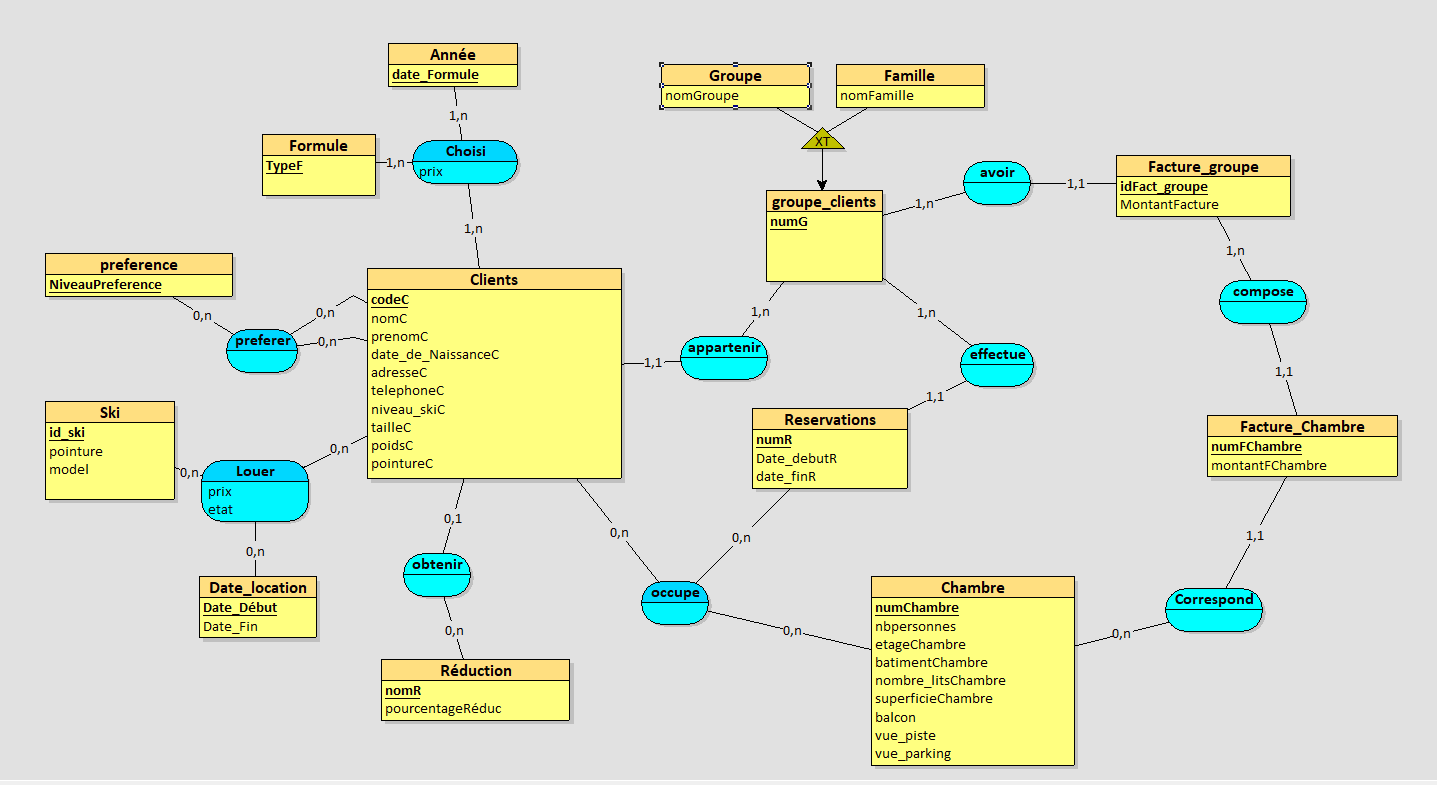 Année
date_Formule
1,n
Formule
TypeF
1,n
Choisi
prix
1,n
Groupe
nomGroupe
Famille
nomFamille
XT
groupe_clients
numG
avoir
1,n
1,1
Facture_groupe
idFact_groupe
MontantFacture
1,n
compose
1,1
preference
NiveauPreference
0,n
preferer
0,n
0,n
Clients
codeC
nomC
prenomC
date_de_NaissanceC
adresseC
telephoneC
niveau_skiC
tailleC
poidsC
pointureC
1,n
appartenir
1,1
1,n
effectue
1,1
Reservations
numR
Date_debutR
date_finR
Facture_Chambre
numFChambre
montantFChambre
Ski
id_ski
pointure
model
0,n
Louer
prix
etat
0,n
0,n
Date_location
Date_Début
Date_Fin
0,1
obtenir
0,n
Réduction
nomR
pourcentageRéduc
0,n
0,n
occupe
0,n
Chambre
numChambre
nbpersonnes
etageChambre
batimentChambre
nombre_litsChambre
superficieChambre
balcon
vue_piste
vue_parking
1,1
Correspond
0,n